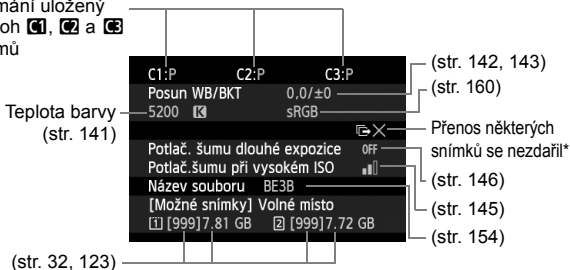 mání uložený
oh C1, C2 a C3
mů
C1:P C2:P C3:P
Posun WB/BKT 0,0/±0
5200 K sRGB
Potlač. šumu dlouhé expozice OFF
Potlač.šumu při vysokém ISO
Název souboru BE3B
[Možné snímky] Volné místo
1 [999]7.81 GB 2 [999]7.72 GB
Teplota barvy
(str. 141)
(str. 32, 123)
(str. 142, 143)
(str. 160)
Přenos některých
snímků se nezdařil*
(str. 146)
(str. 145)
(str. 154)